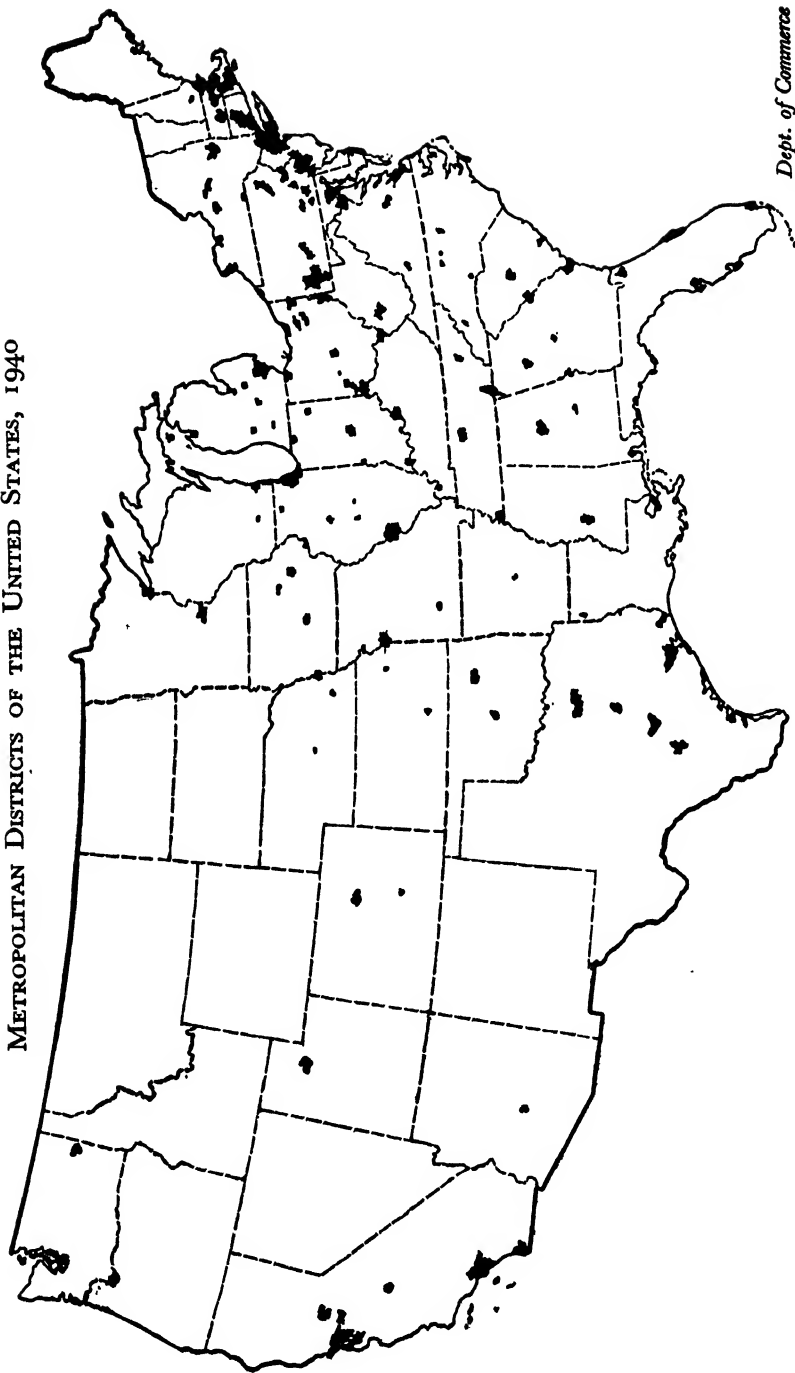 METROPOLITAN DISTRICTS OF THE UNITED STATES, 1940
Dept. of Commerce